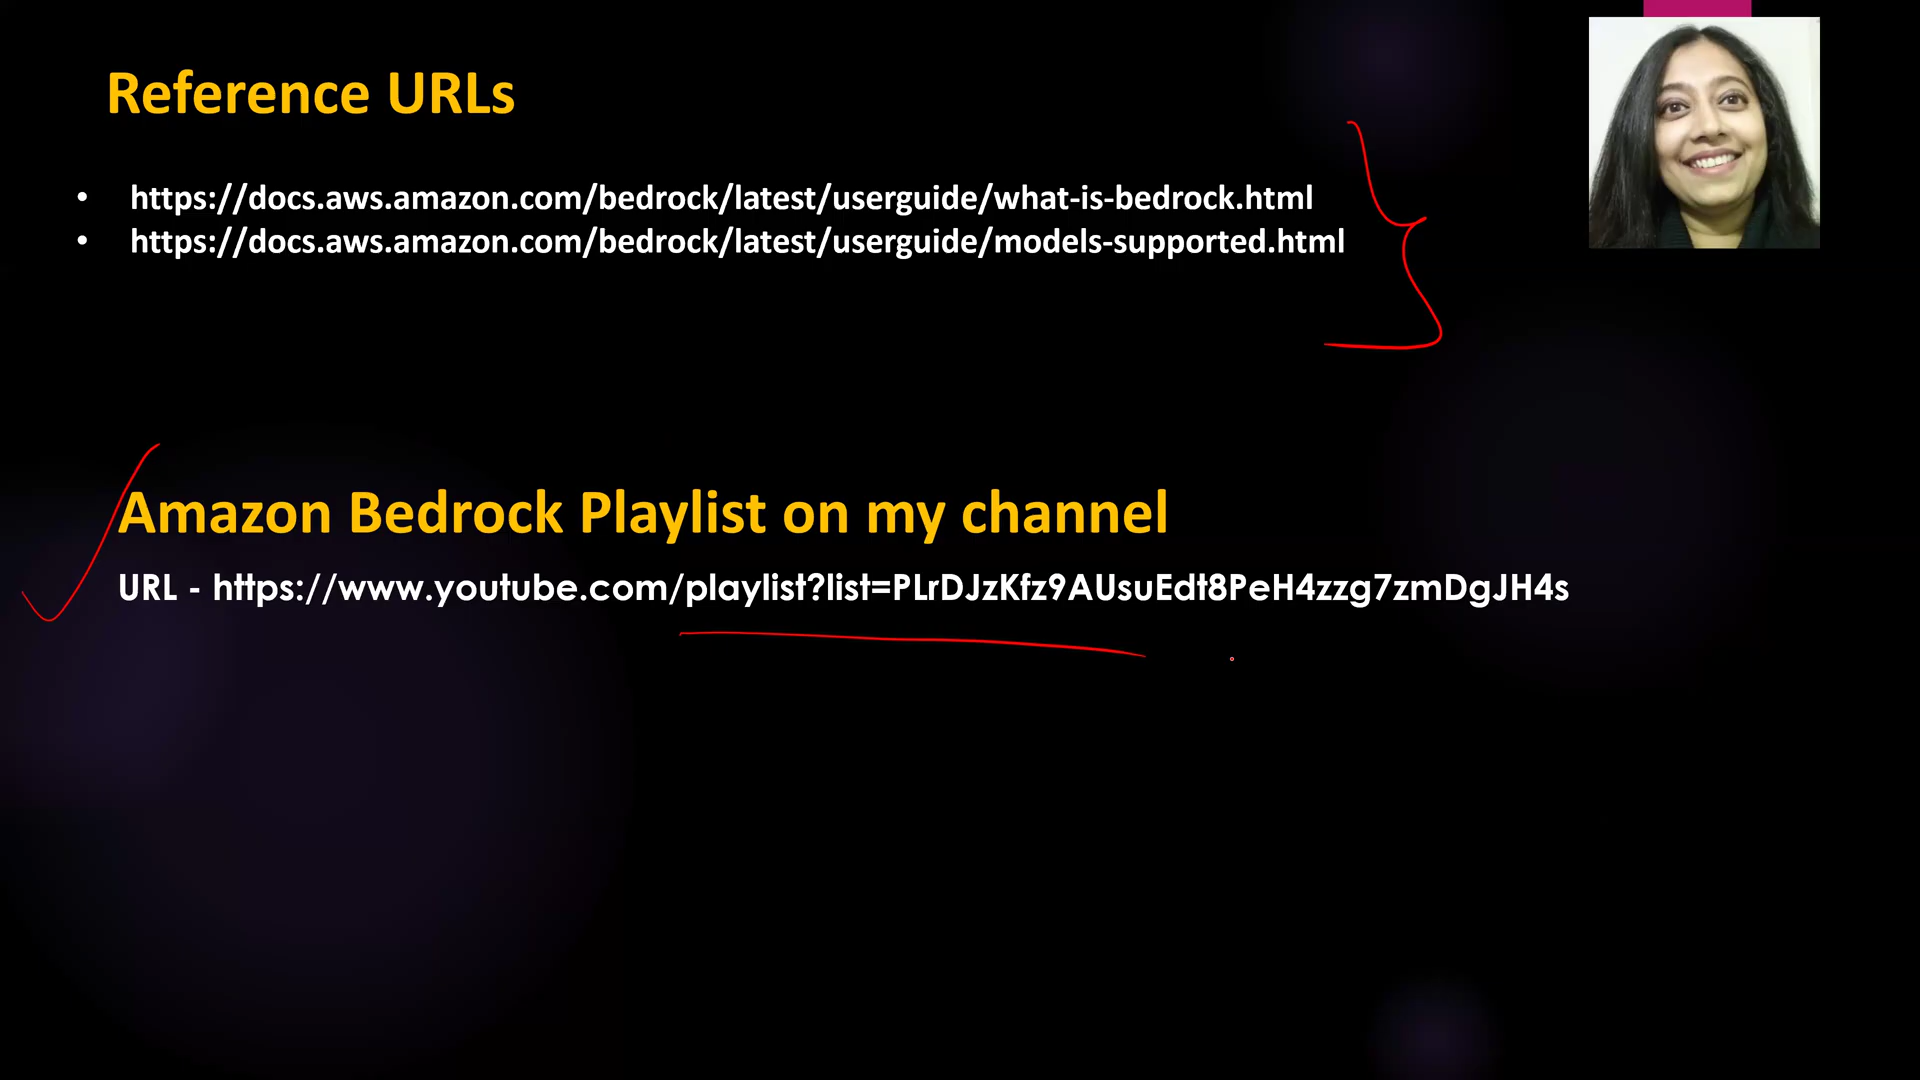 Reference URLs
• https://docs.aws.amazon.com/bedrock/latest/userguide/what-is-bedrock.html
• https://docs.aws.amazon.com/bedrock/latest/userguide/models-supported.html
Amazon Bedrock Playlist on my channel
URL - https://www.youtube.com/playlist?list=PLrDJzKfz9AUsuEdt8PeH4zzg7zmDgJH4s